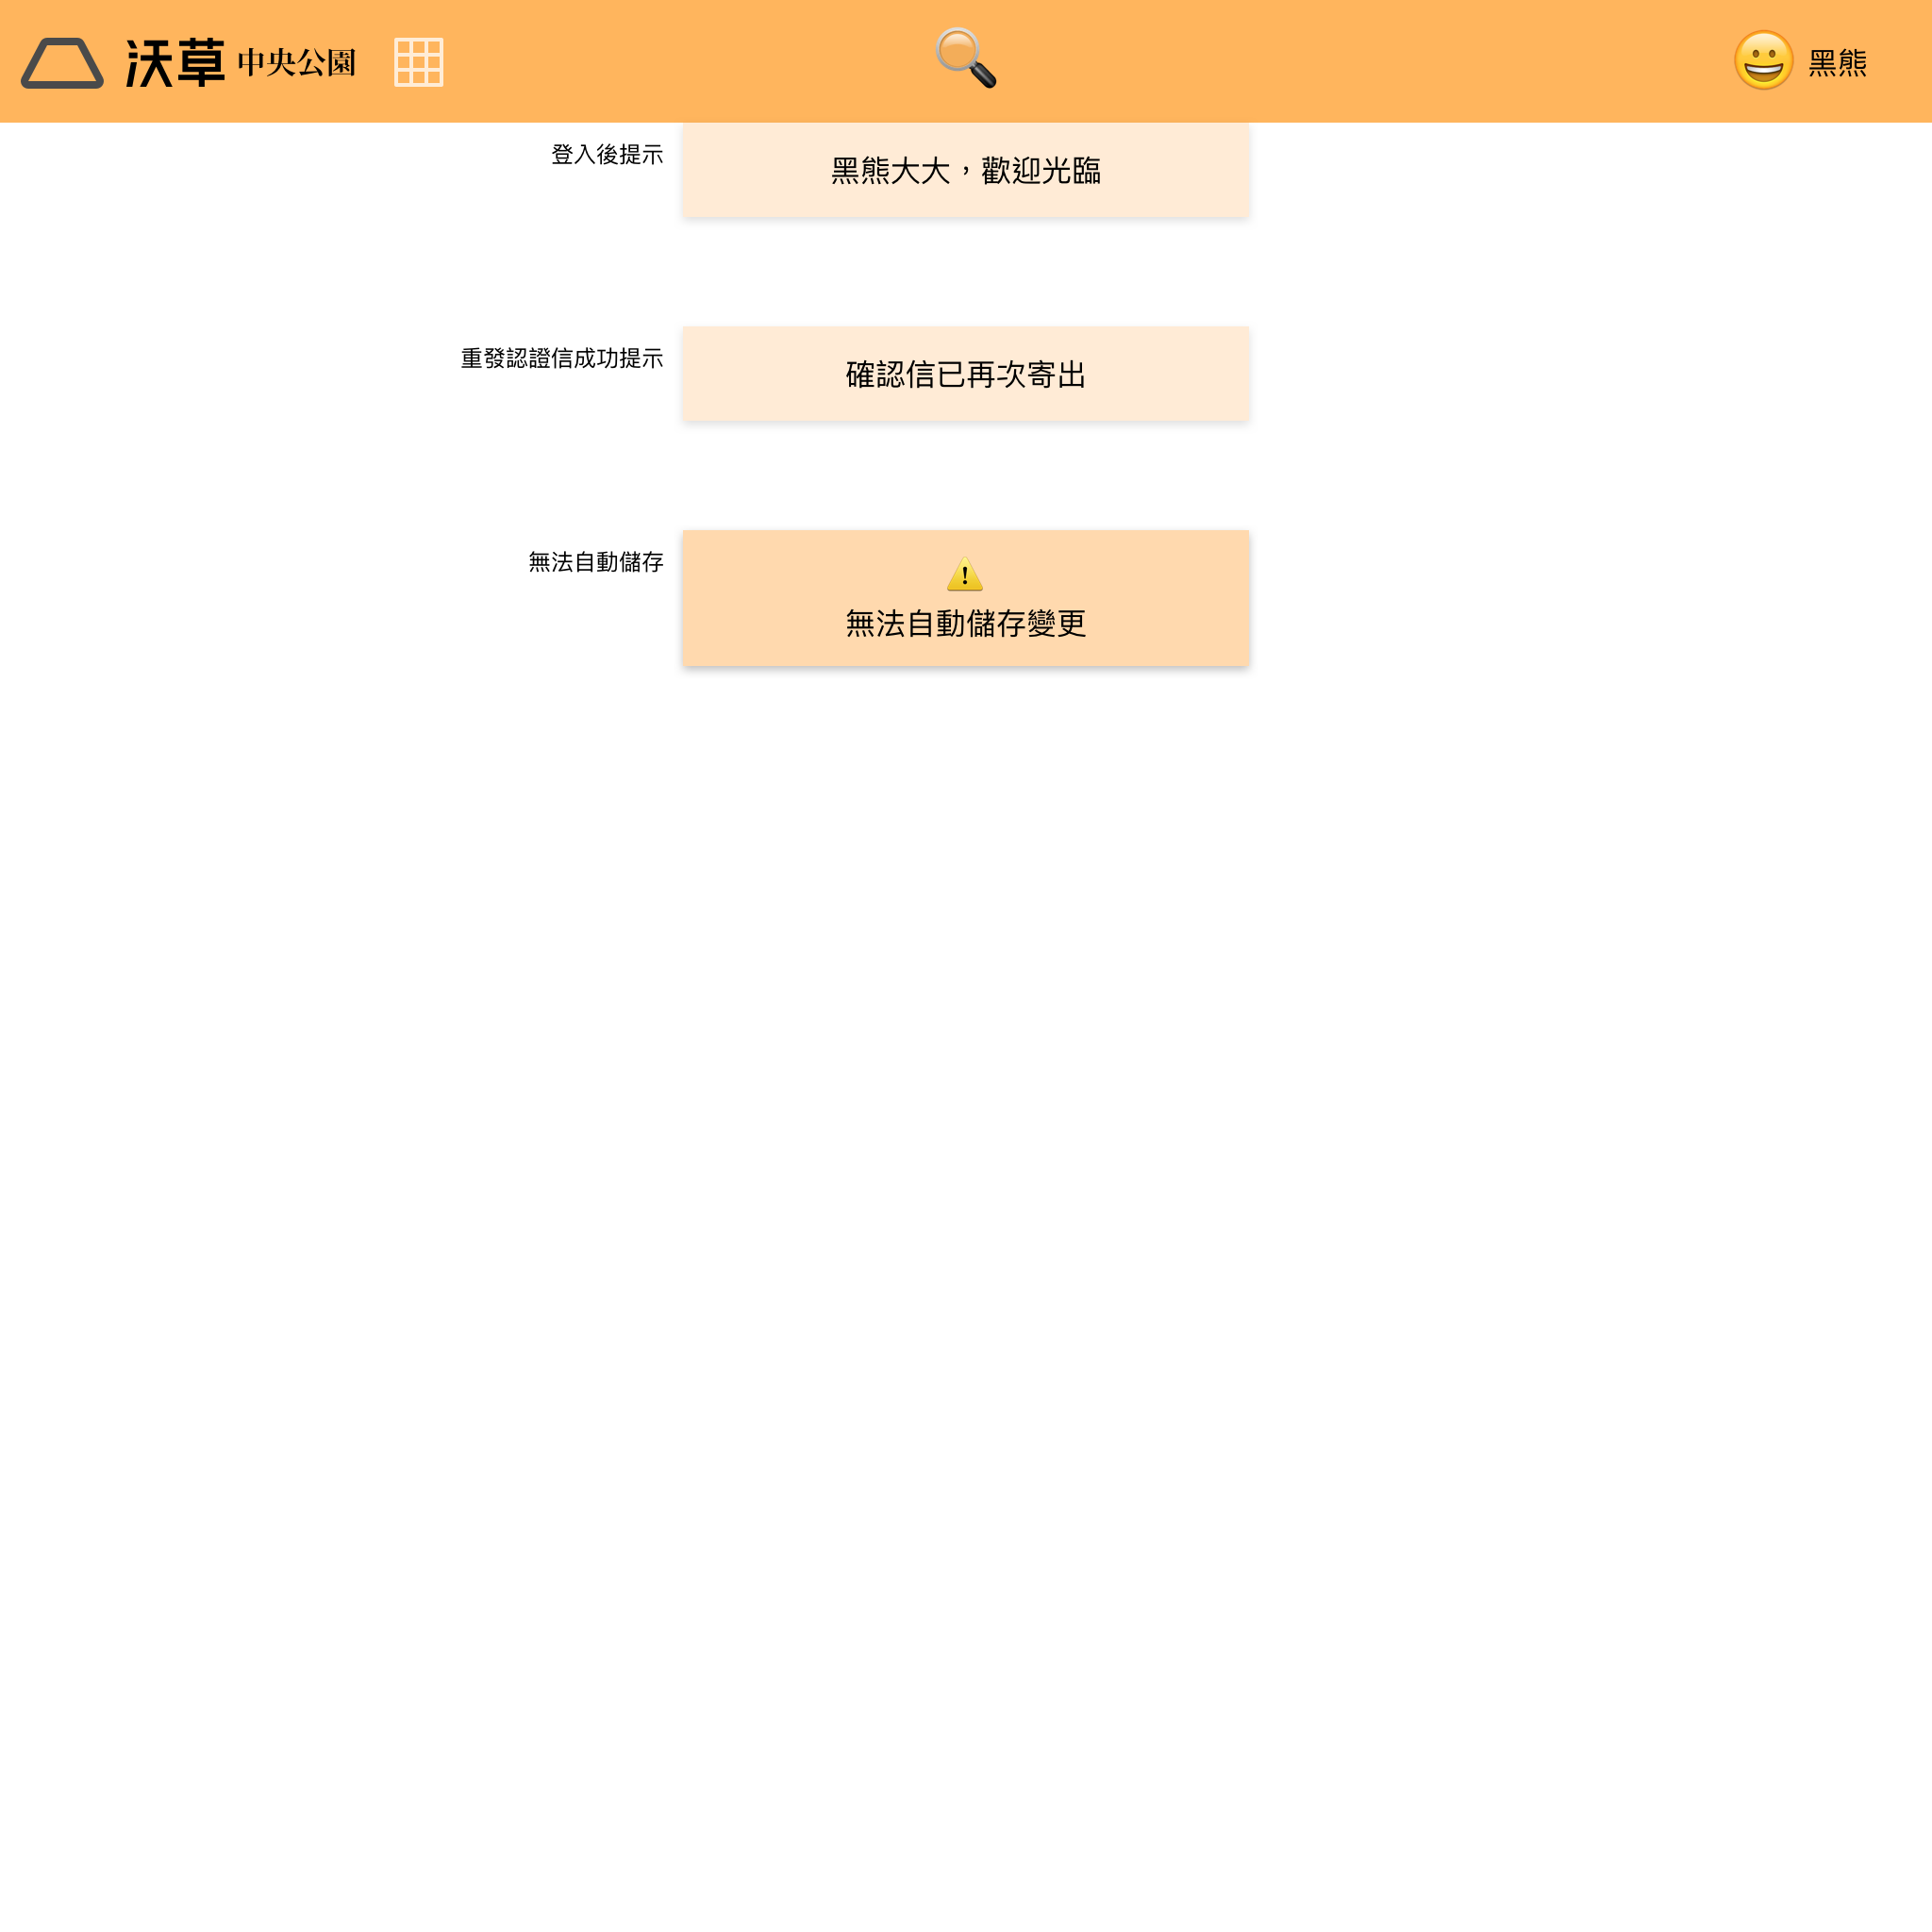 沃草 中央公園
黑熊
登入後提示
黑熊大大，歡迎光臨
重發認證信成功提示
確認信已再次寄出
無法自動儲存
無法自動儲存變更